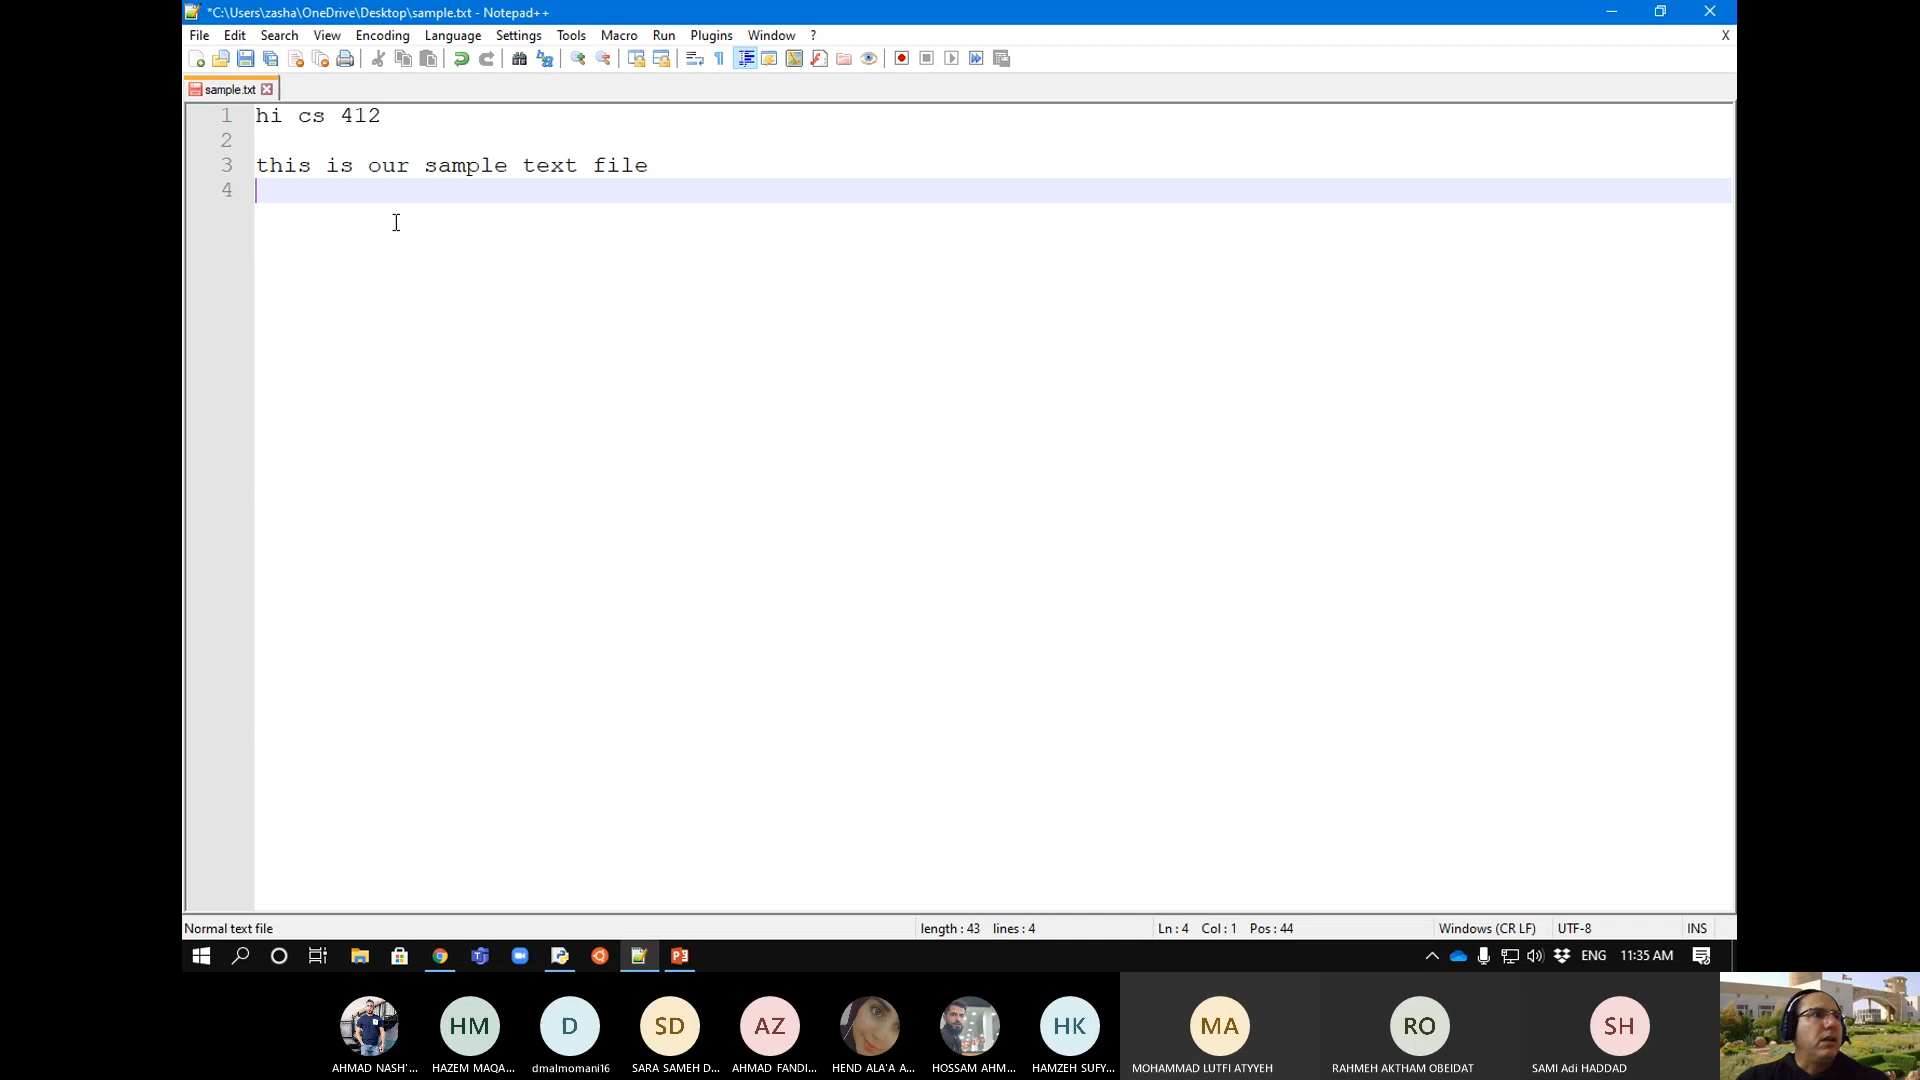 *C:\Users\zasha\OneDrive\Desktop\sample.txt - Notepad++
File Edit Search View Encoding Language Settings Tools Macro Run Plugins Window ? X
sample.txt
1 hi cs 412
2
3 this is our sample text file
4
Normal text file length : 43 lines : 4 Ln : 4 Col : 1 Pos : 44 Windows (CR LF) UTF-8 INS
ENG 11:35 AM
HM D SD AZ HK MA RO SH
AHMAD NASH'... HAZEM MAQA... dmalmomani16 SARA SAMEH D... AHMAD FANDI... HEND ALA'A A... HOSSAM AHM... HAMZEH SUFY... MOHAMMAD LUTFI ATYYEH RAHMEH AKTHAM OBEIDAT SAMI Adi HADDAD